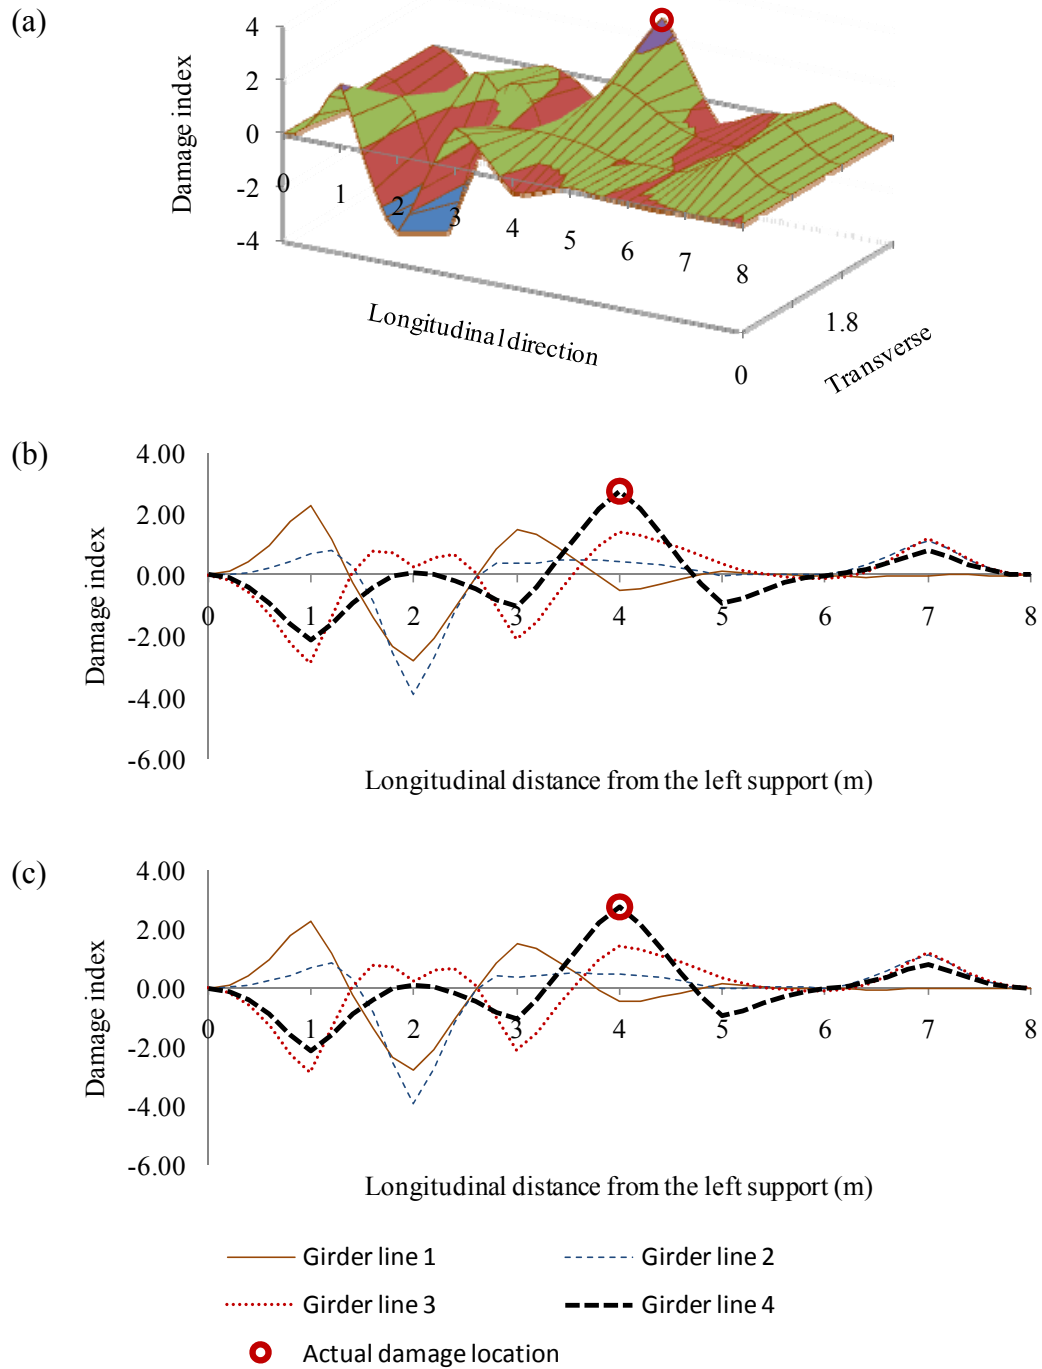 (a)
4
2
0
-2
-4
Damage index
0
1
2
3
4
5
6
7
8
Longitudinal direction
0
1.8
Transverse
(b)
4.00
2.00
0.00
-2.00
-4.00
-6.00
Damage index
0 1 2 3 4 5 6 7 8
Longitudinal distance from the left support (m)
(c)
4.00
2.00
0.00
-2.00
-4.00
-6.00
Damage index
0 1 2 3 4 5 6 7 8
Longitudinal distance from the left support (m)
Girder line 1 Girder line 2
Girder line 3 Girder line 4
Actual damage location